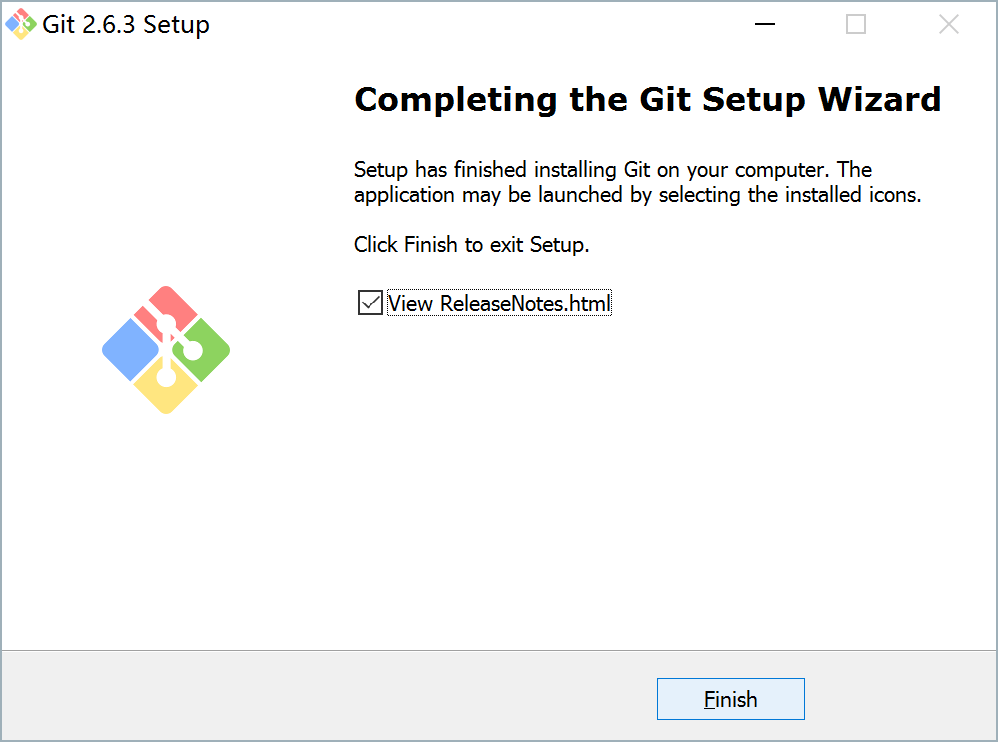 Git 2.6.3 Setup
Completing the Git Setup Wizard
Setup has finished installing Git on your computer. The
application may be launched by selecting the installed icons.
Click Finish to exit Setup.
View ReleaseNotes.html
Finish